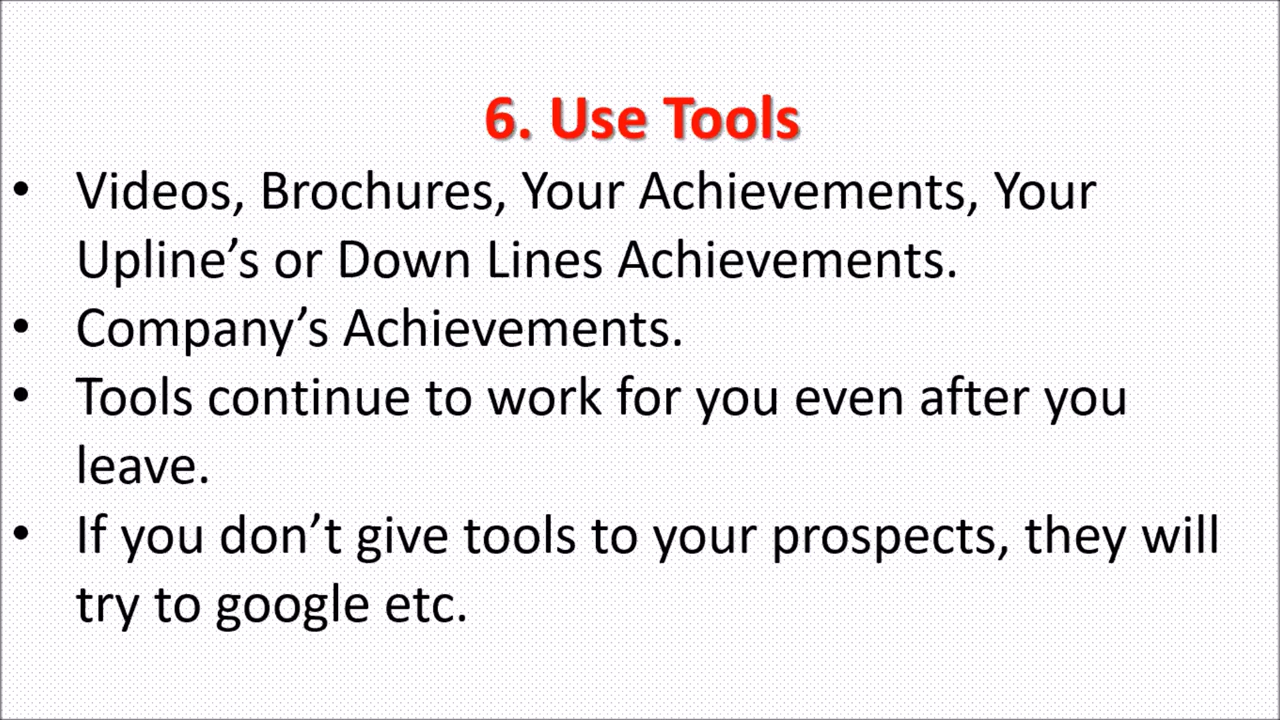 6. Use Tools
• Videos, Brochures, Your Achievements, Your
Upline’s or Down Lines Achievements.
• Company’s Achievements.
• Tools continue to work for you even after you
leave.
• If you don’t give tools to your prospects, they will
try to google etc.